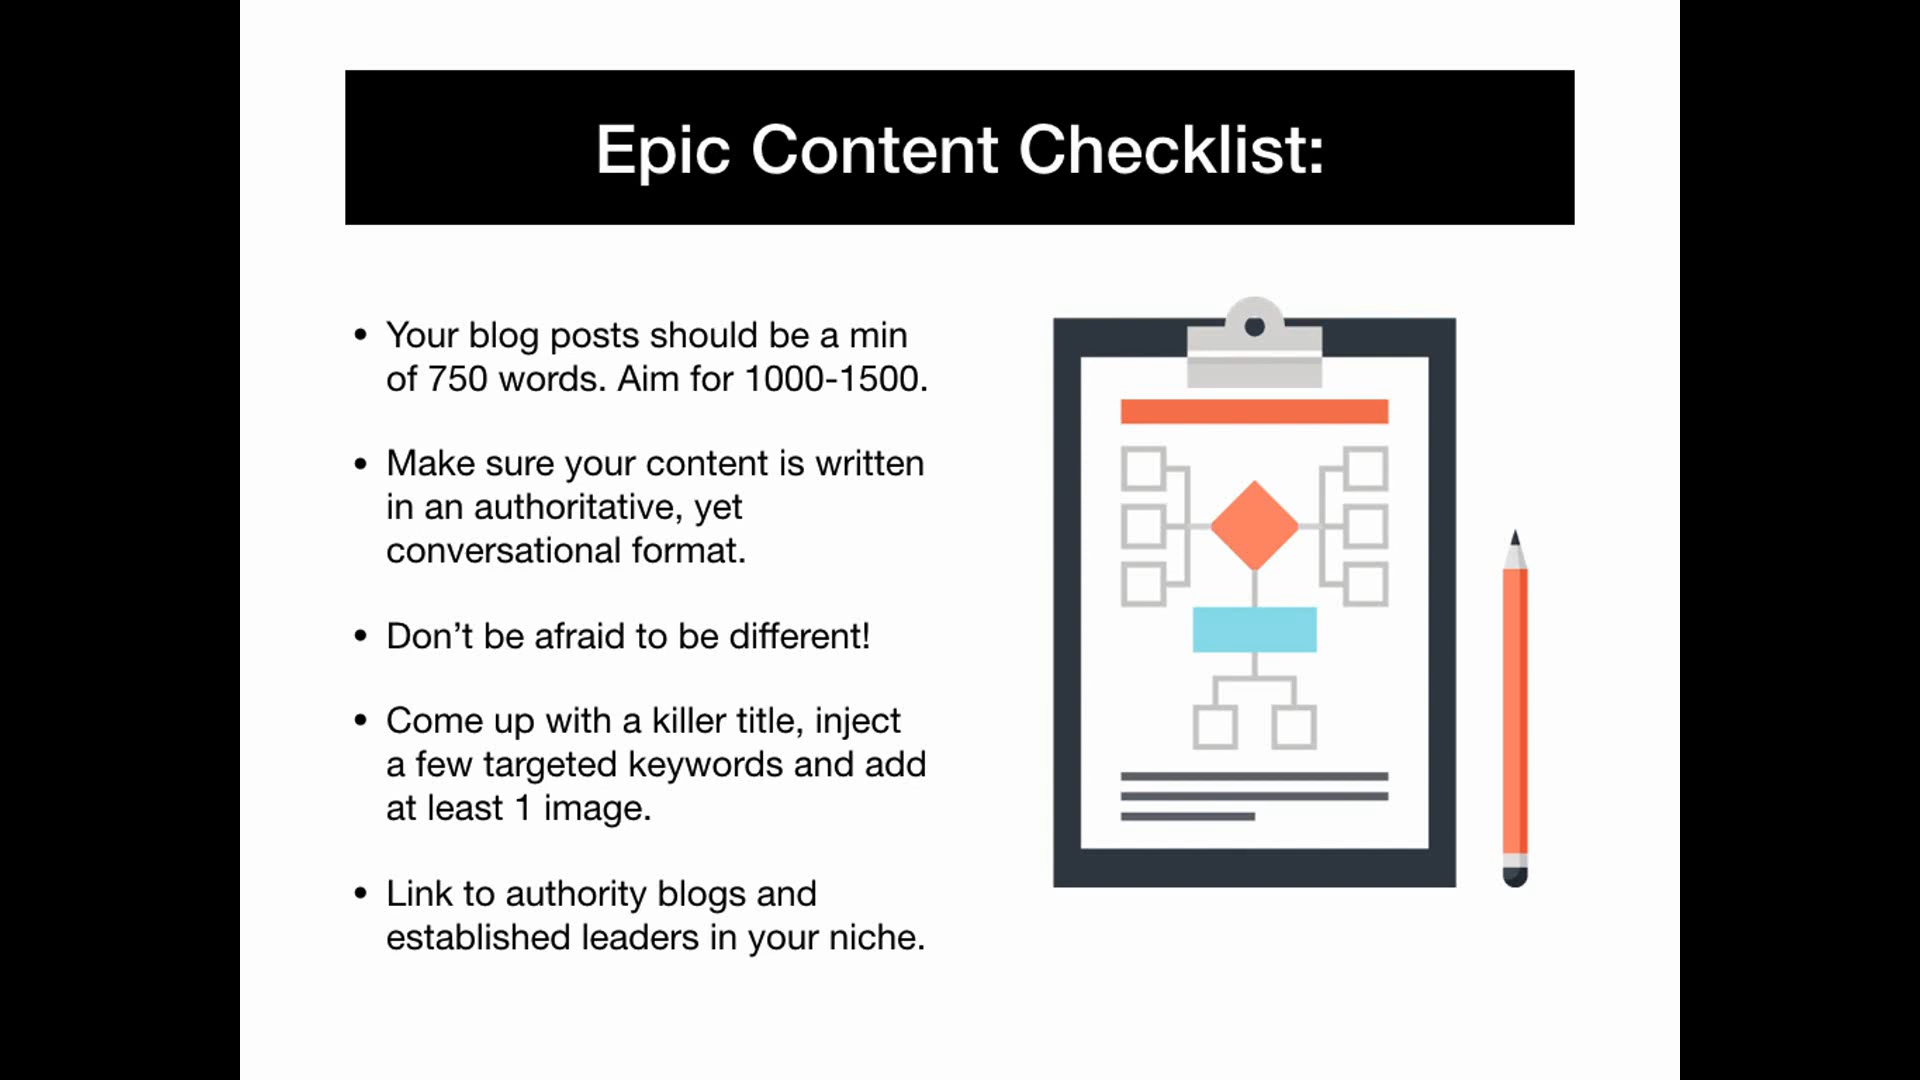 Epic Content Checklist:
• Your blog posts should be a min
of 750 words. Aim for 1000-1500.
• Make sure your content is written
in an authoritative, yet
conversational format.
• Don’t be afraid to be different!
• Come up with a killer title, inject
a few targeted keywords and add
at least 1 image.
• Link to authority blogs and
established leaders in your niche.